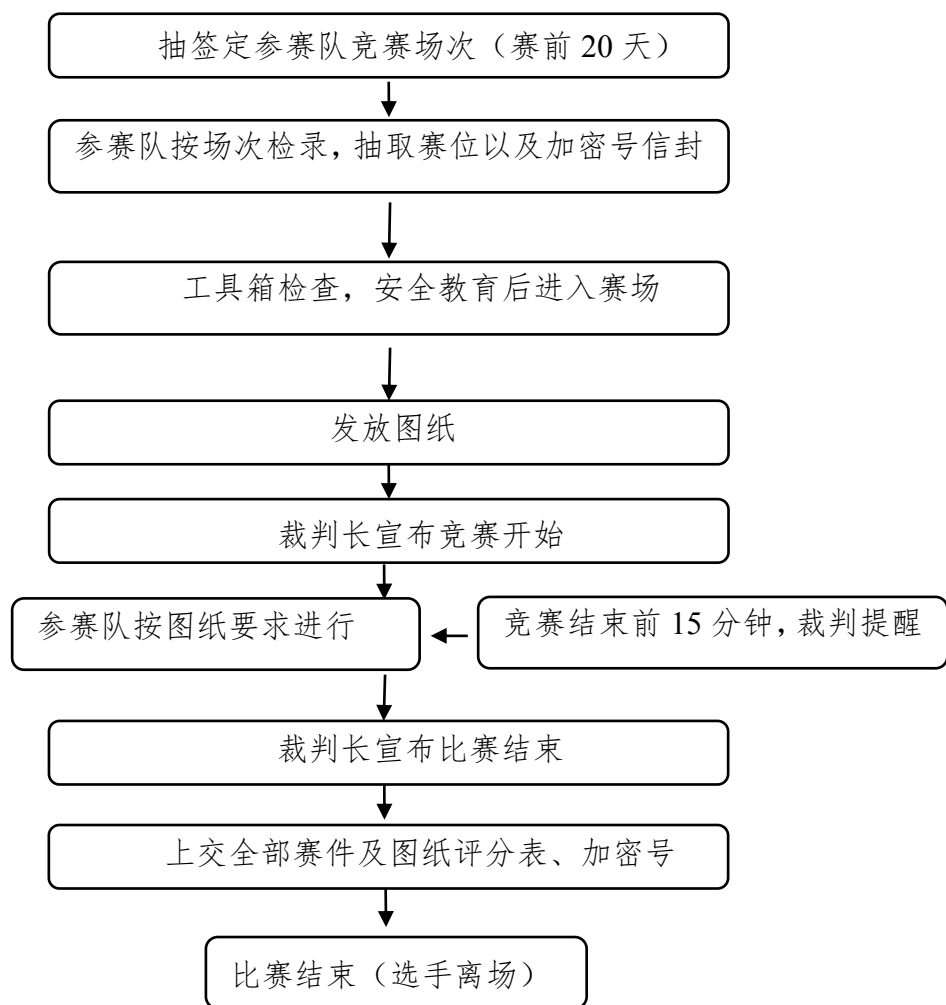 抽签定参赛队竞赛场次（赛前 20 天）
参赛队按场次检录，抽取赛位以及加密号信封
工具箱检查，安全教育后进入赛场
发放图纸
裁判长宣布竞赛开始
参赛队按图纸要求进行
竞赛结束前 15 分钟，裁判提醒
裁判长宣布比赛结束
上交全部赛件及图纸评分表、加密号
比赛结束（选手离场）